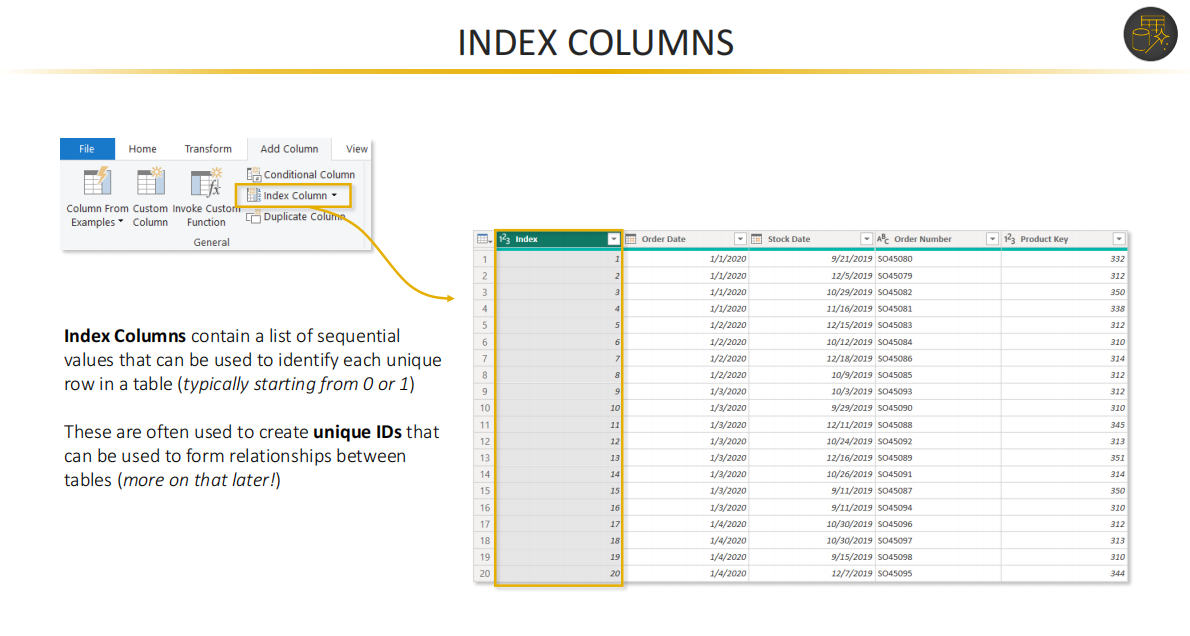 INDEX COLUMNS
File Home Transform Add Column View
Conditional Column
Index Column
Duplicate Column
Column From Examples
Custom Column
Invoke Custom Function
General
Index Columns contain a list of sequential
values that can be used to identify each unique
row in a table (typically starting from 0 or 1)
These are often used to create unique IDs that
can be used to form relationships between
tables (more on that later!)
1²3 Index Order Date Stock Date ABC Order Number 1²3 Product Key
1 1 1/1/2020 9/21/2019 SO45080 332
2 2 1/1/2020 12/5/2019 SO45079 312
3 3 1/1/2020 10/29/2019 SO45082 350
4 4 1/1/2020 11/16/2019 SO45081 338
5 5 1/2/2020 12/15/2019 SO45083 312
6 6 1/2/2020 10/12/2019 SO45084 310
7 7 1/2/2020 12/18/2019 SO45086 314
8 8 1/2/2020 10/9/2019 SO45085 312
9 9 1/3/2020 10/3/2019 SO45093 312
10 10 1/3/2020 9/29/2019 SO45090 310
11 11 1/3/2020 12/11/2019 SO45088 345
12 12 1/3/2020 10/24/2019 SO45092 313
13 13 1/3/2020 12/16/2019 SO45089 351
14 14 1/3/2020 10/26/2019 SO45091 314
15 15 1/3/2020 9/11/2019 SO45087 350
16 16 1/3/2020 9/11/2019 SO45094 310
17 17 1/4/2020 10/30/2019 SO45096 312
18 18 1/4/2020 10/30/2019 SO45097 313
19 19 1/4/2020 9/15/2019 SO45098 310
20 20 1/4/2020 12/7/2019 SO45095 344